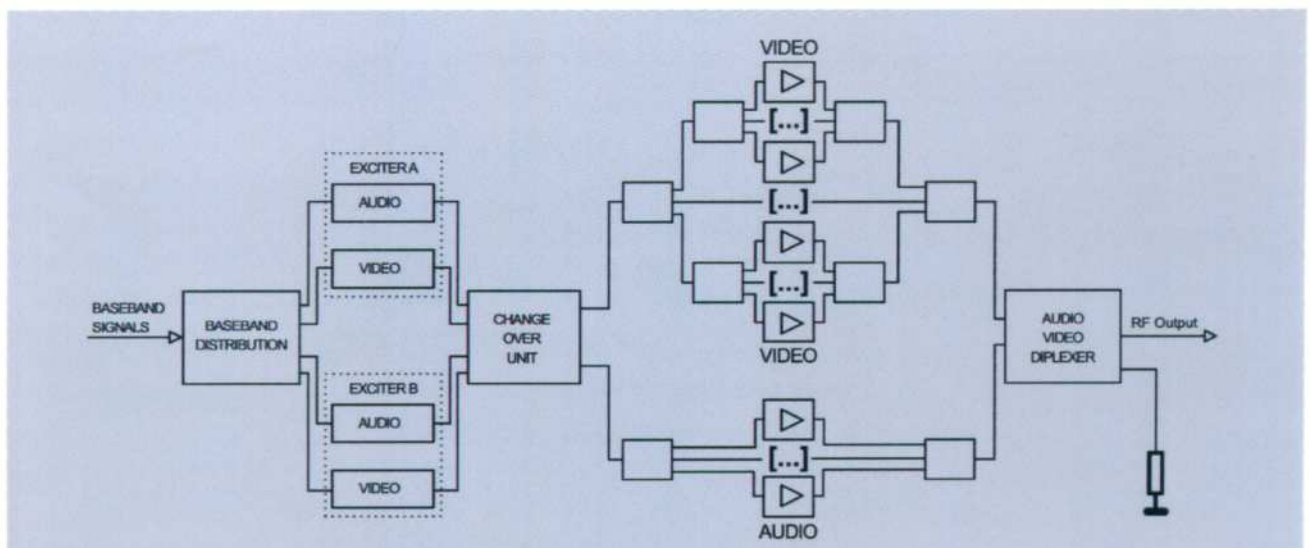 VIDEO
[...]
EXCITER A
AUDIO
[...]
VIDEO
[...]
BASEBAND
SIGNALS
BASEBAND
DISTRIBUTION
CHANGE
OVER
UNIT
AUDIO
VIDEO
DIPLEXER
RF Output
VIDEO
EXCITER B
AUDIO
[...]
VIDEO
AUDIO